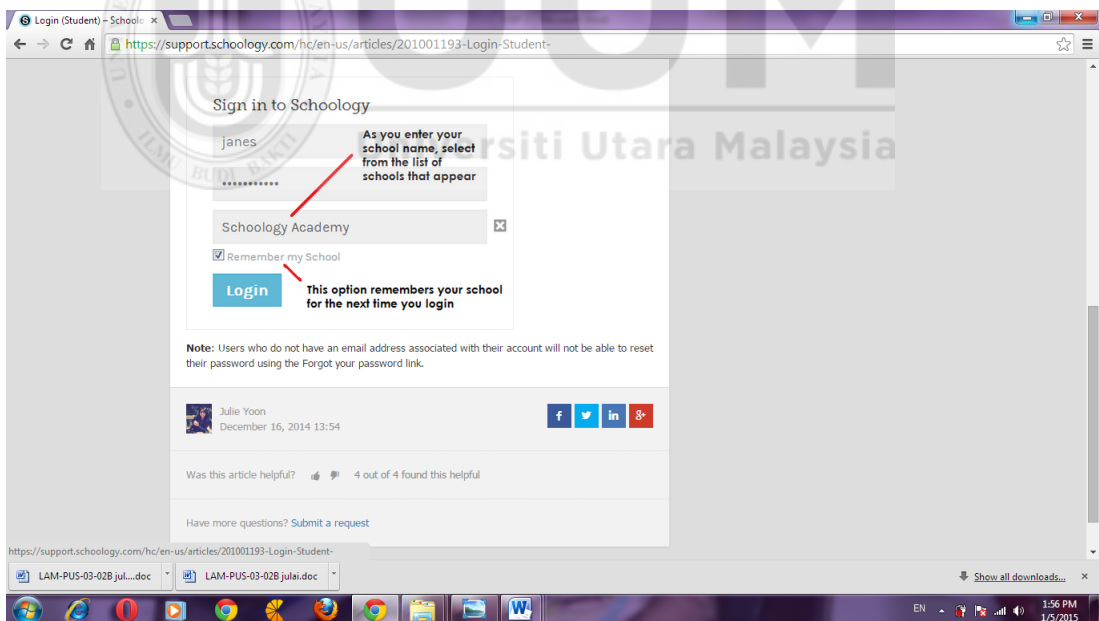 Login (Student) – Schoolo
https://support.schoology.com/hc/en-us/articles/201001193-Login-Student-
Sign in to Schoology
janes
As you enter your
school name, select
from the list of
schools that appear
Universiti Utara Malaysia
•••••••••••
Schoology Academy
Remember my School
Login
This option remembers your school
for the next time you login
Note: Users who do not have an email address associated with their account will not be able to reset
their password using the Forgot your password link.
Julie Yoon
December 16, 2014 13:54
Was this article helpful? 4 out of 4 found this helpful
Have more questions? Submit a request
https://support.schoology.com/hc/en-us/articles/201001193-Login-Student-
LAM-PUS-03-02B jul....doc
LAM-PUS-03-02B julai.doc
Show all downloads...
EN
1:56 PM
1/5/2015